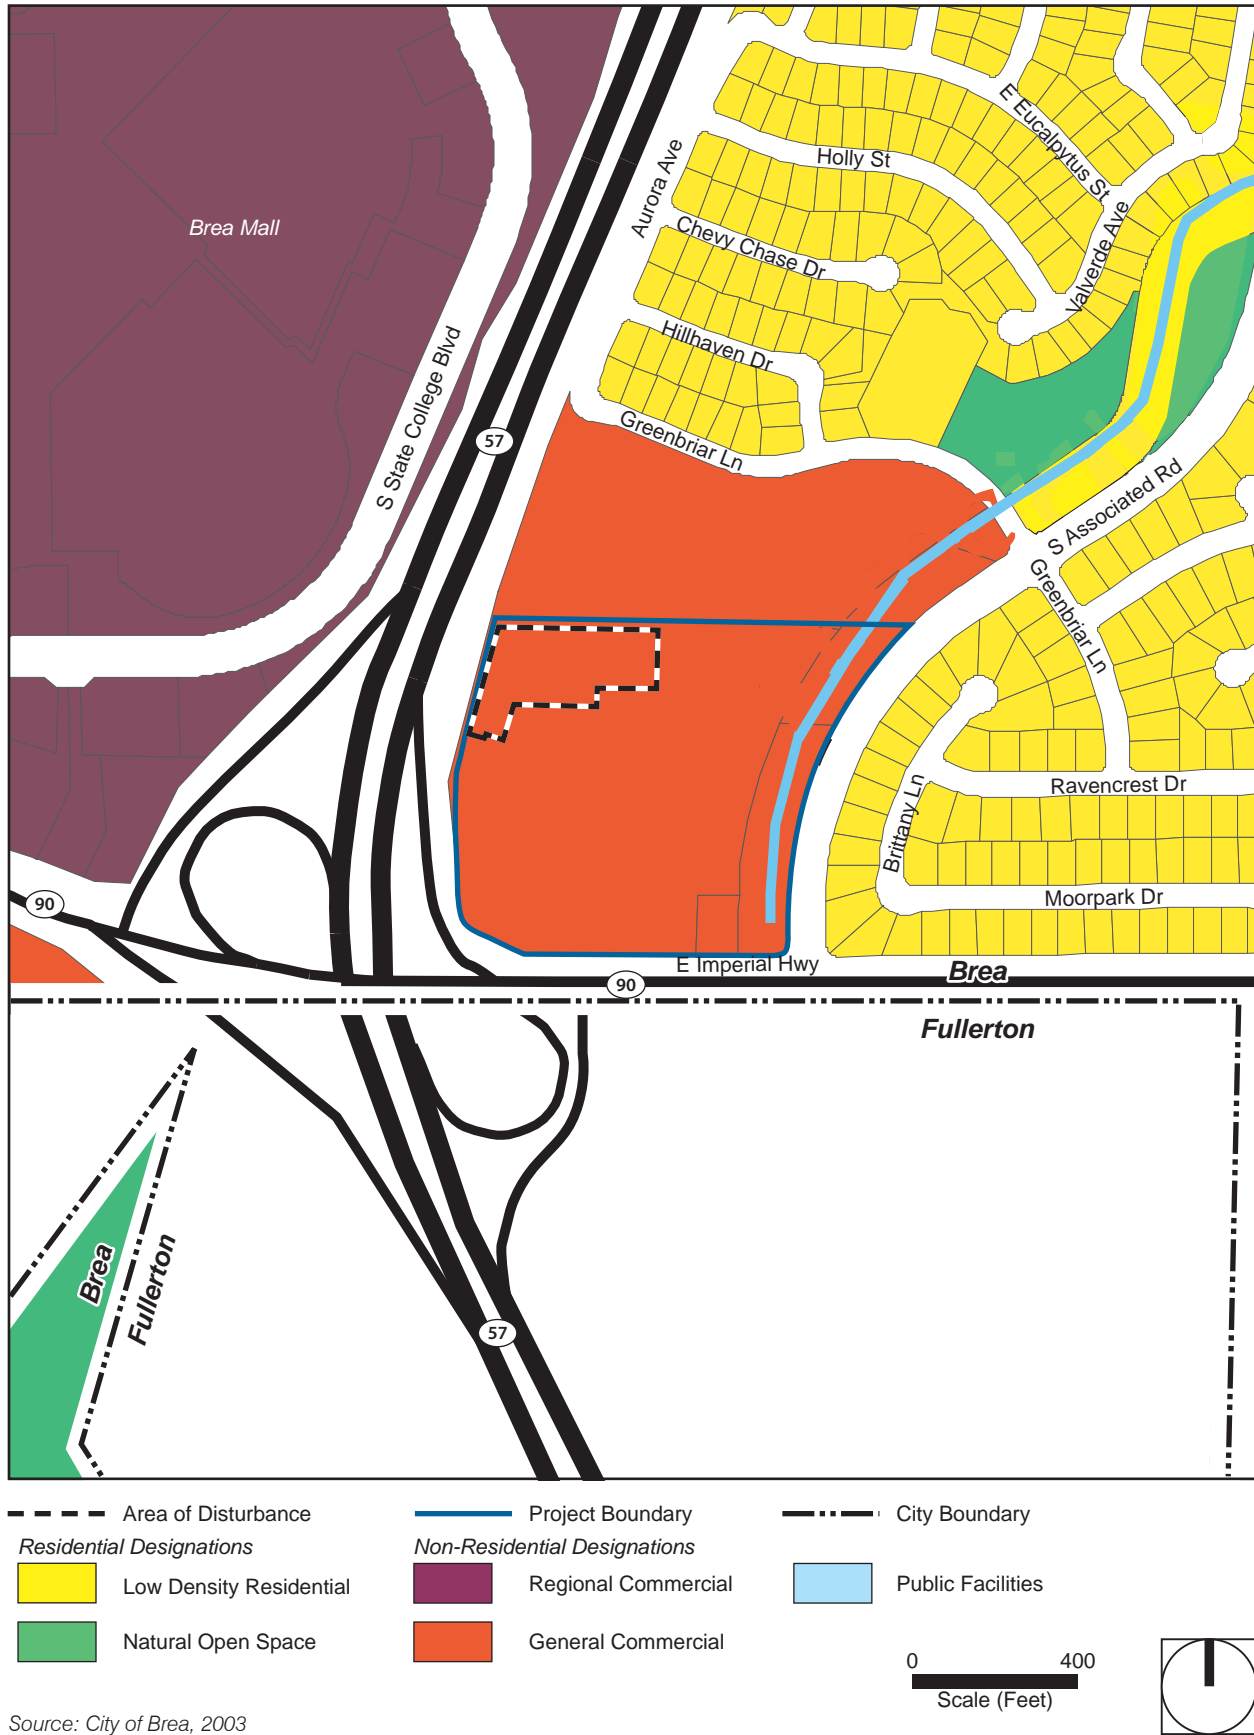 Brea Mall
S State College Blvd
57
Aurora Ave
Holly St
E Eucalpytus St
Chevy Chase Dr
Valverde Ave
Hillhaven Dr
Greenbriar Ln
S Associated Rd
Greenbriar Ln
Ravencrest Dr
Brittany Ln
Moorpark Dr
90
E Imperial Hwy
90
Brea
Fullerton
Brea
Fullerton
57
Area of Disturbance
Project Boundary
City Boundary
Residential Designations
Non-Residential Designations
Low Density Residential
Regional Commercial
Public Facilities
Natural Open Space
General Commercial
0 400
Scale (Feet)
Source: City of Brea, 2003